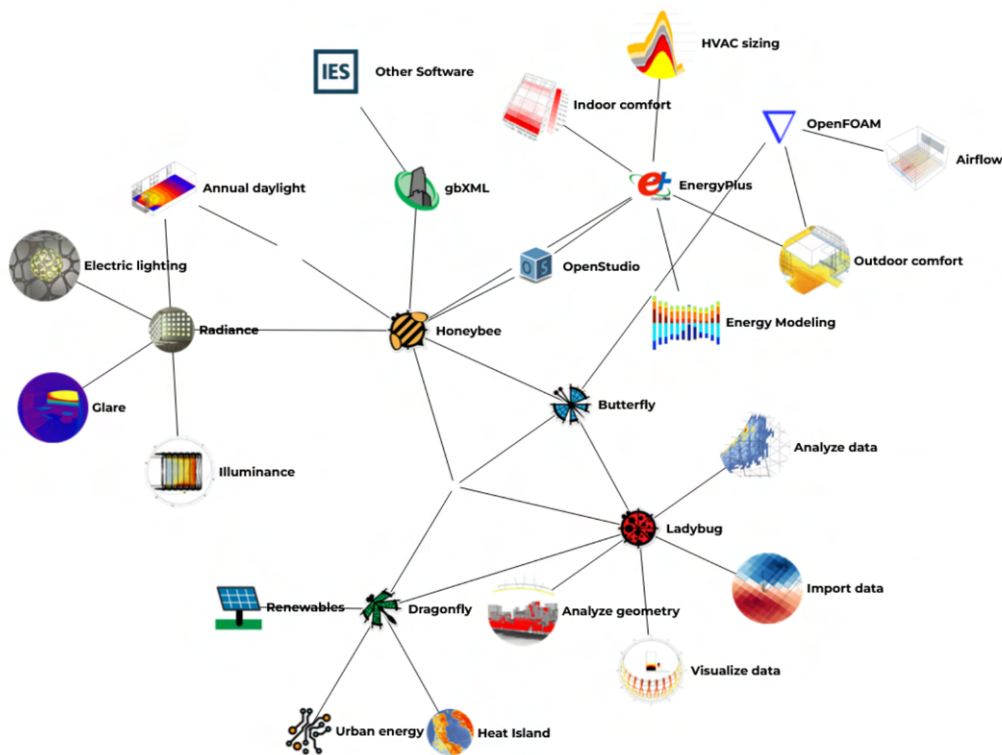 HVAC sizing
IES
Other Software
Indoor comfort
OpenFOAM
Airflow
Annual daylight
gbXML
e+
EnergyPlus
Electric lighting
OS
OpenStudio
Outdoor comfort
Radiance
Honeybee
Energy Modeling
Glare
Butterfly
Analyze data
Illuminance
Ladybug
Import data
Renewables
Dragonfly
Analyze geometry
Visualize data
Urban energy
Heat Island